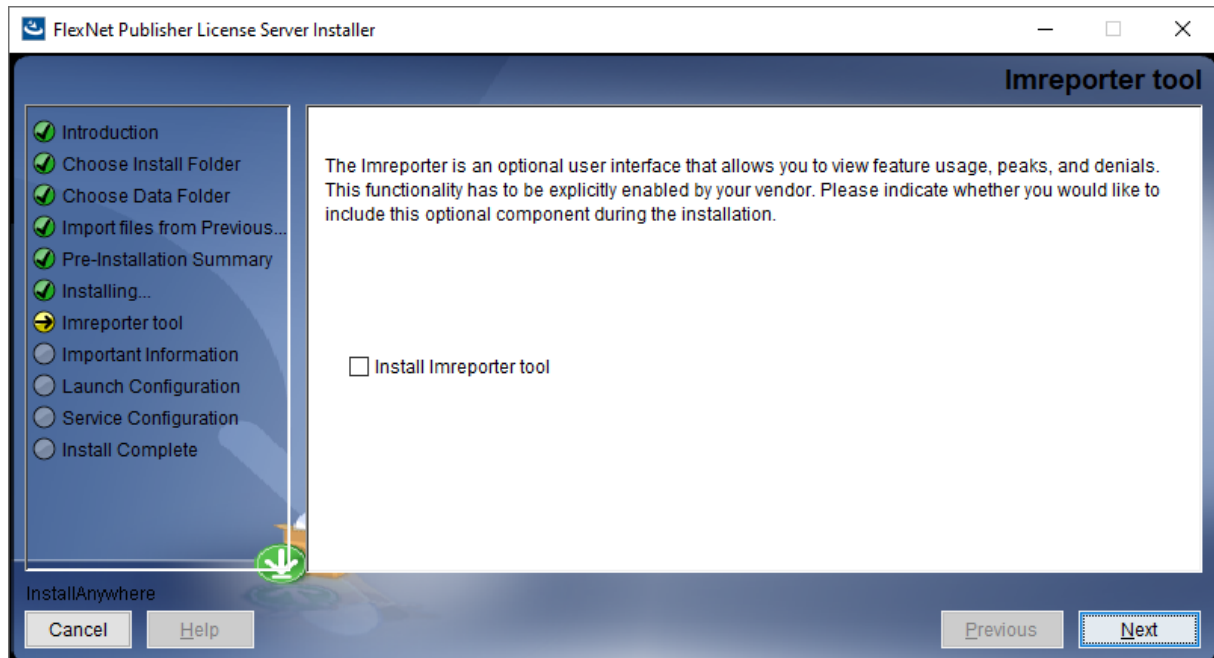 FlexNet Publisher License Server Installer
lmreporter tool
Introduction
Choose Install Folder
Choose Data Folder
Import files from Previous...
Pre-Installation Summary
Installing...
lmreporter tool
Important Information
Launch Configuration
Service Configuration
Install Complete
The lmreporter is an optional user interface that allows you to view feature usage, peaks, and denials.
This functionality has to be explicitly enabled by your vendor. Please indicate whether you would like to
include this optional component during the installation.
Install lmreporter tool
InstallAnywhere
Cancel
Help
Previous
Next